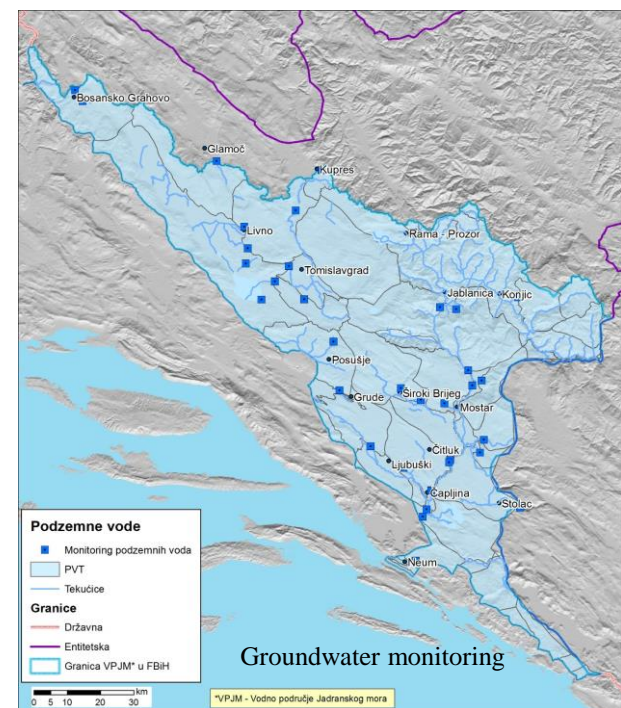 Bosansko Grahovo
Glamoč
Kupres
Livno
Rama - Prozor
Tomislavgrad
Jablanica
Konjic
Posušje
Široki Brijeg
Grude
Mostar
Čitluk
Ljubuški
Čapljina
Stolac
Neum
Podzemne vode
Monitoring podzemnih voda
PVT
Tekućice
Granice
Državna
Entitetska
Granica VPJM* u FBiH
Groundwater monitoring
km
0 5 10 20 30
*VPJM - Vodno područje Jadranskog mora